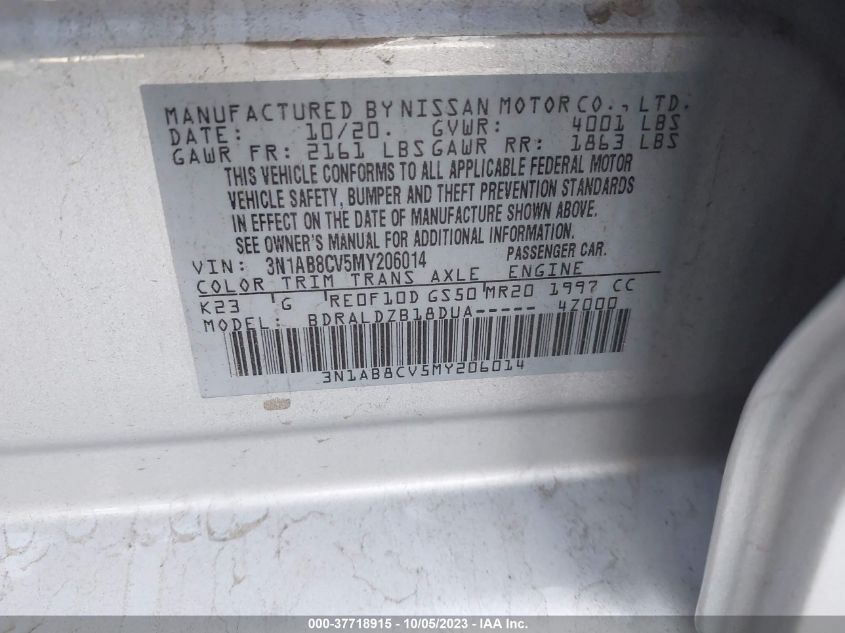 MANUFACTURED BY NISSAN MOTOR CO., LTD.
DATE: 10/20. GVWR: 4001 LBS
GAWR FR: 2161 LBS GAWR RR: 1863 LBS
THIS VEHICLE CONFORMS TO ALL APPLICABLE FEDERAL MOTOR
VEHICLE SAFETY, BUMPER AND THEFT PREVENTION STANDARDS
IN EFFECT ON THE DATE OF MANUFACTURE SHOWN ABOVE.
SEE OWNER'S MANUAL FOR ADDITIONAL INFORMATION.
VIN: 3N1AB8CV5MY206014 PASSENGER CAR.
COLOR TRIM TRANS AXLE ENGINE
K23 G RE0F10D GS50 MR20 1997 CC
MODEL: BDRALDZB18DUA----- 4Z000
3N1AB8CV5MY206014
000-37718915 - 10/05/2023 - IAA Inc.